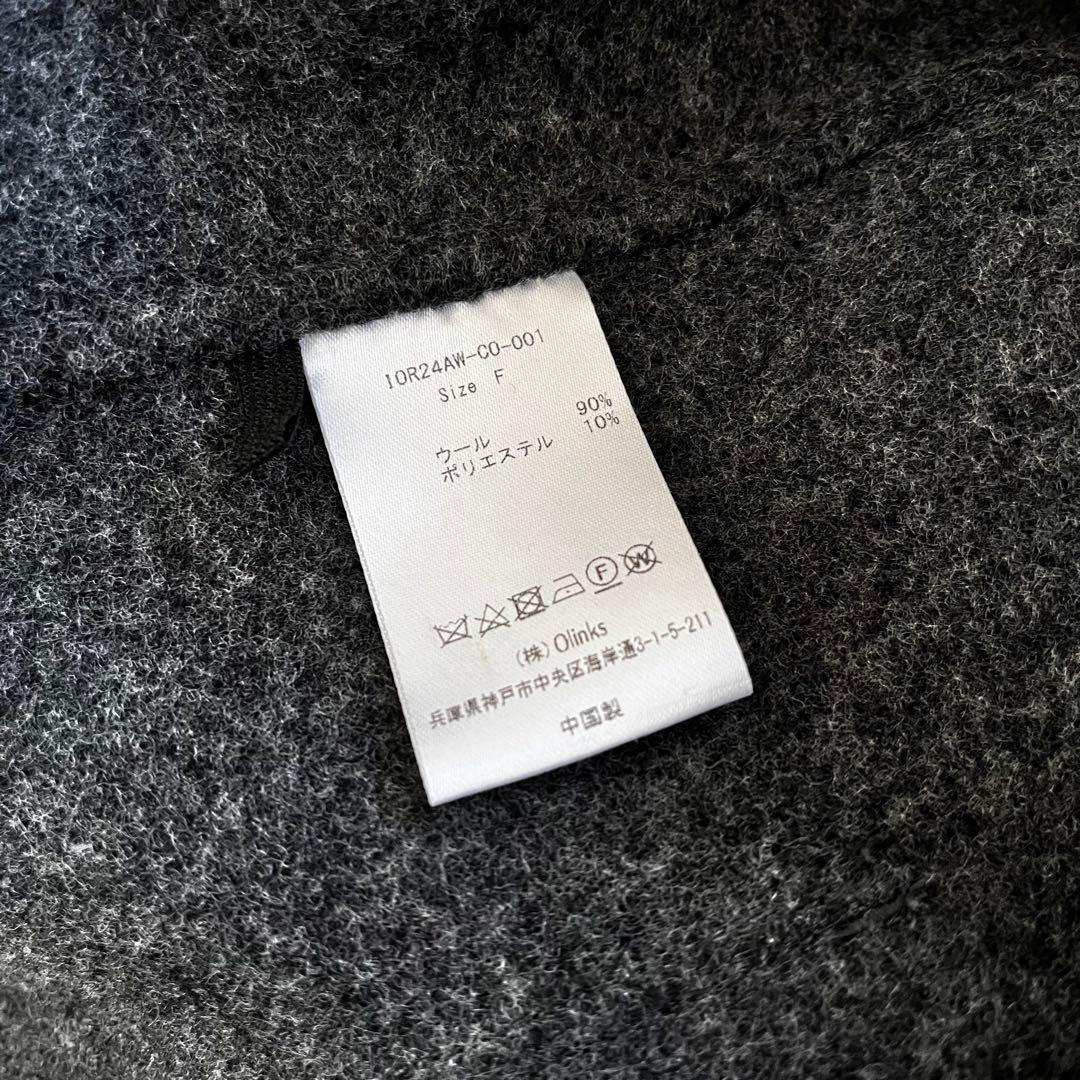 IOR24AW-CO-001
Size F
ウール 90%
ポリエステル 10%
F W
(株) Olinks
兵庫県神戸市中央区海岸通3-1-5-211
中国製